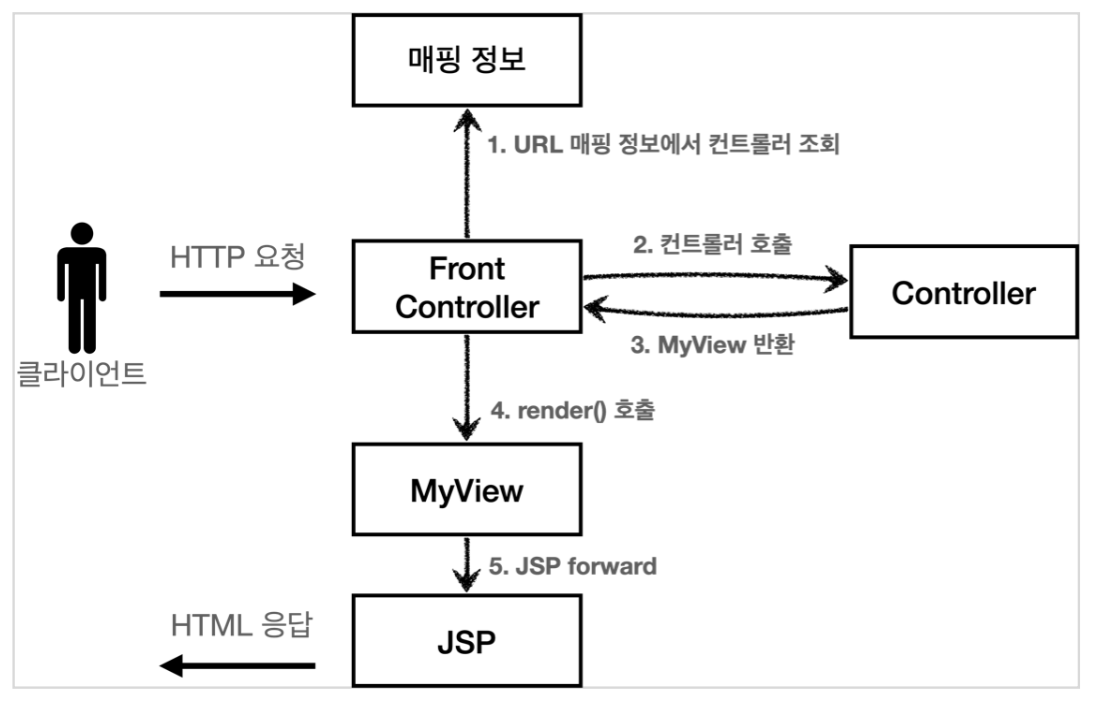 매핑 정보
1. URL 매핑 정보에서 컨트롤러 조회
HTTP 요청
클라이언트
Front
Controller
2. 컨트롤러 호출
3. MyView 반환
Controller
4. render() 호출
MyView
5. JSP forward
HTML 응답
JSP